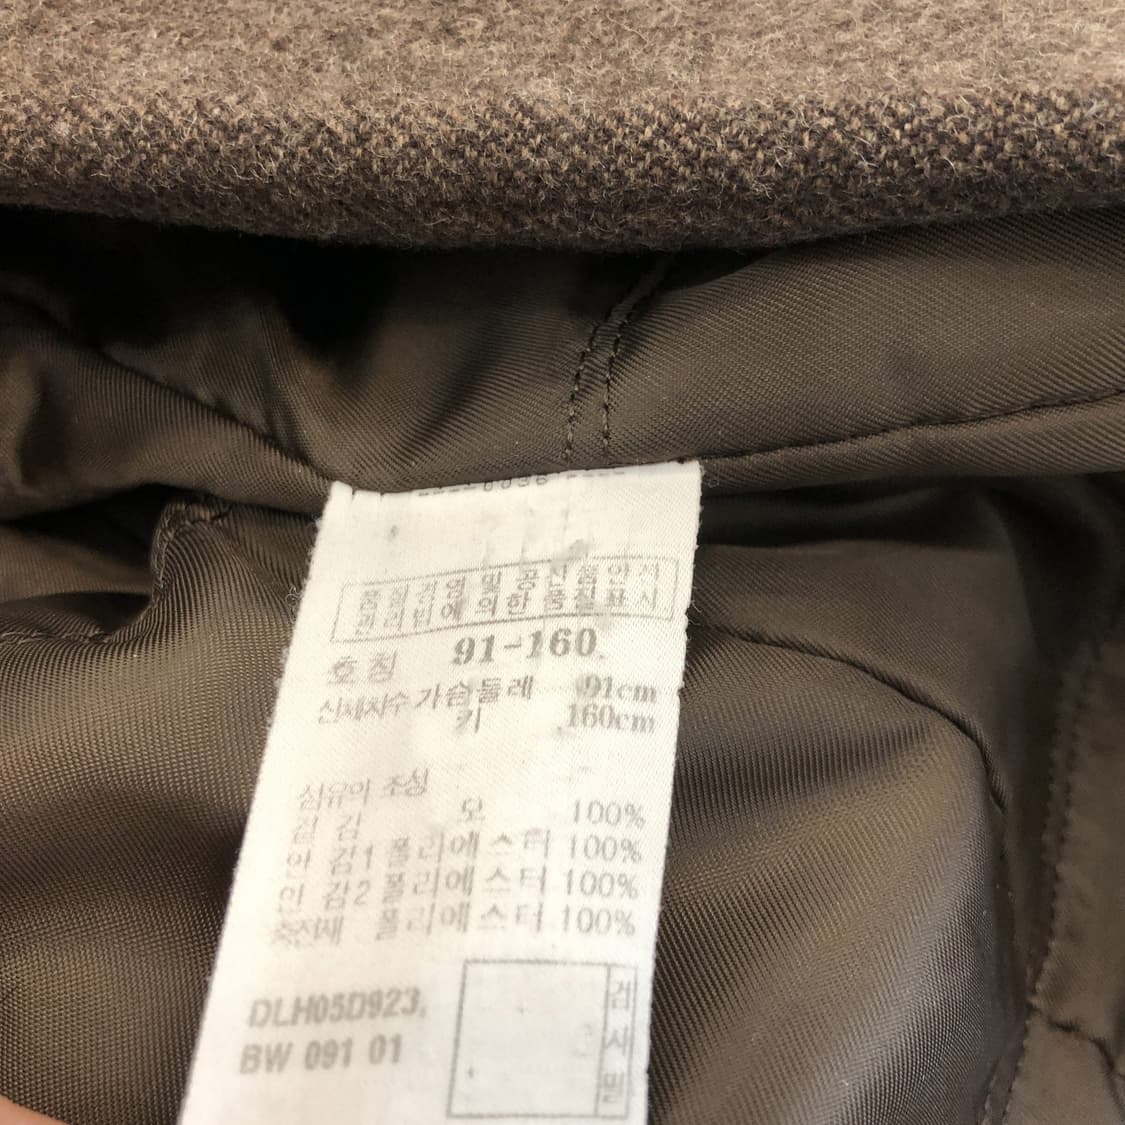 품질경영및공산품안전
관리법에의한품질표시
호칭 91-160.
신체치수 가슴둘레 91cm
키 160cm
섬유의 조성
겉 감 모 100%
안 감1 폴리에스터 100%
안 감2 폴리에스터 100%
충전재 폴리에스터 100%
DLH05D923,
BW 091 01
검사필